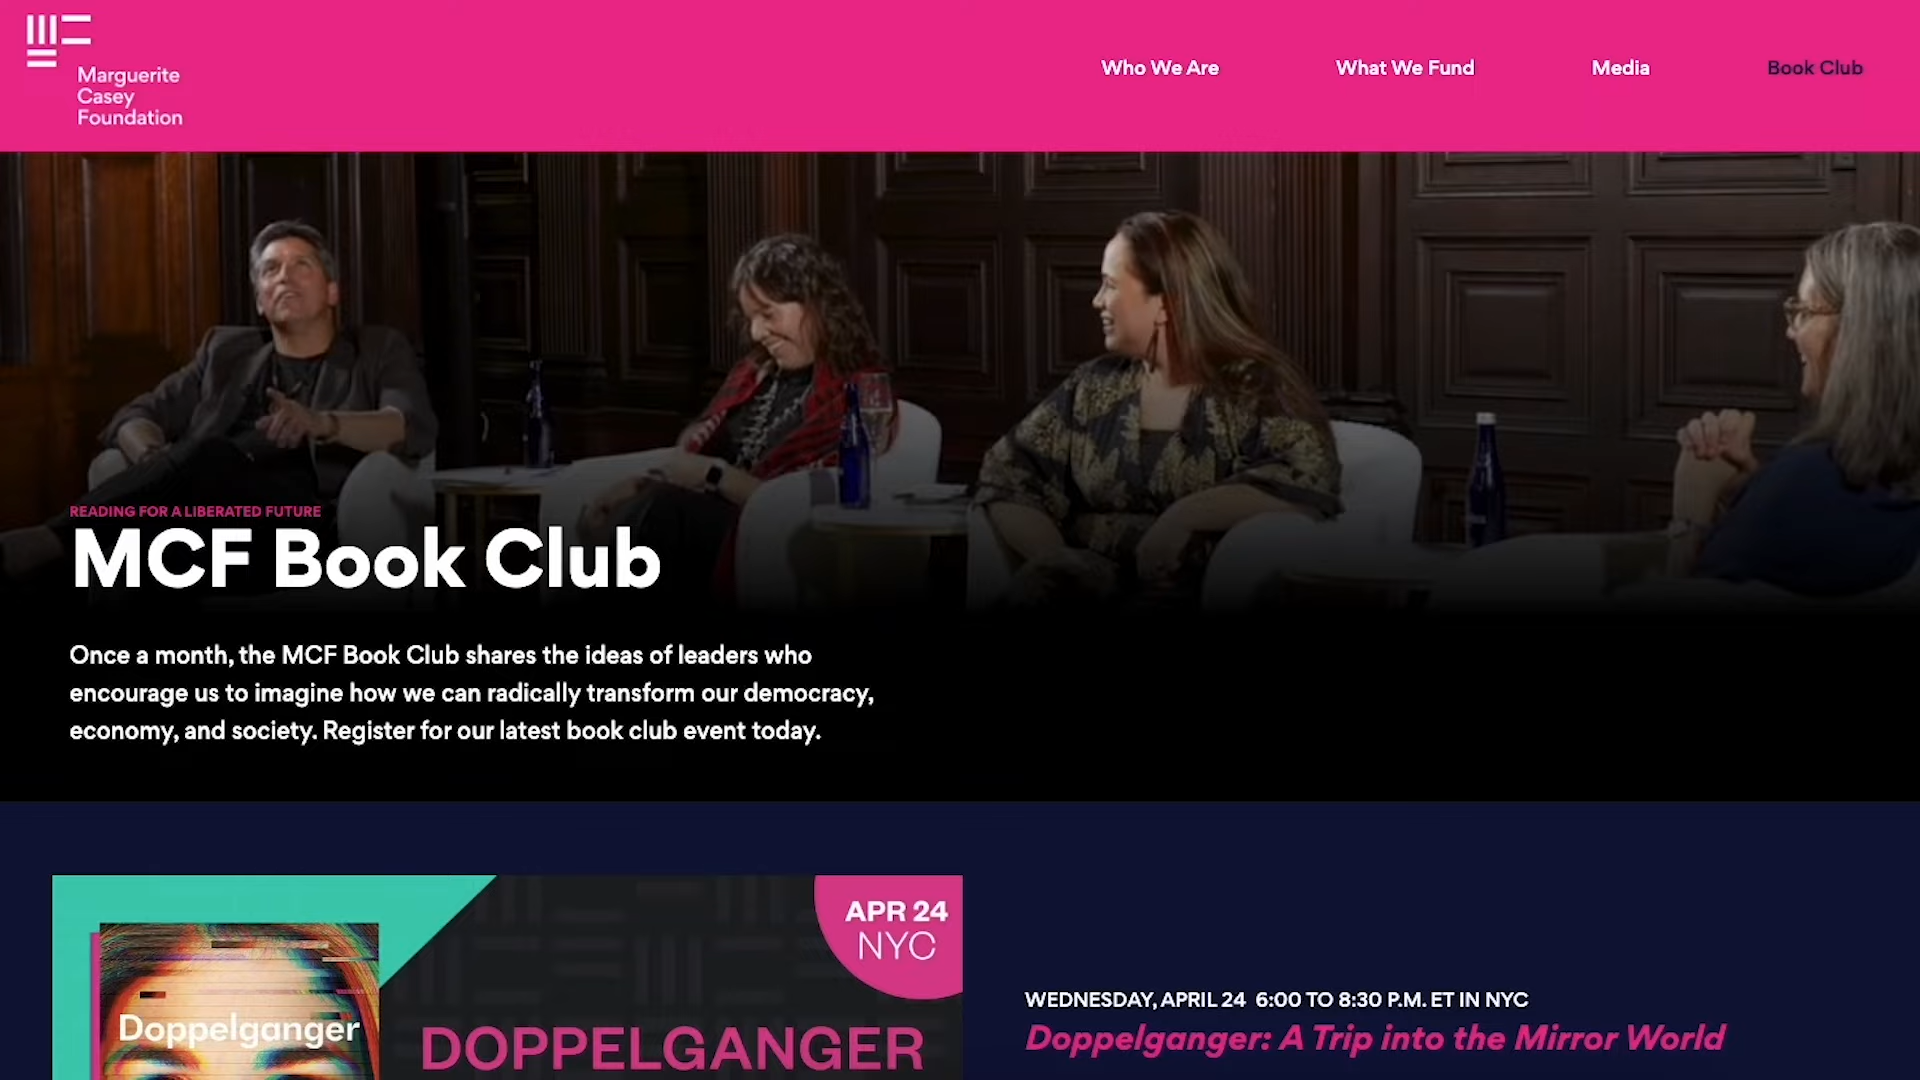 Marguerite
Casey
Foundation
Who We Are
What We Fund
Media
Book Club
READING FOR A LIBERATED FUTURE
MCF Book Club
Once a month, the MCF Book Club shares the ideas of leaders who
encourage us to imagine how we can radically transform our democracy,
economy, and society. Register for our latest book club event today.
APR 24
NYC
Doppelganger
DOPPELGANGER
WEDNESDAY, APRIL 24 6:00 TO 8:30 P.M. ET IN NYC
Doppelganger: A Trip into the Mirror World